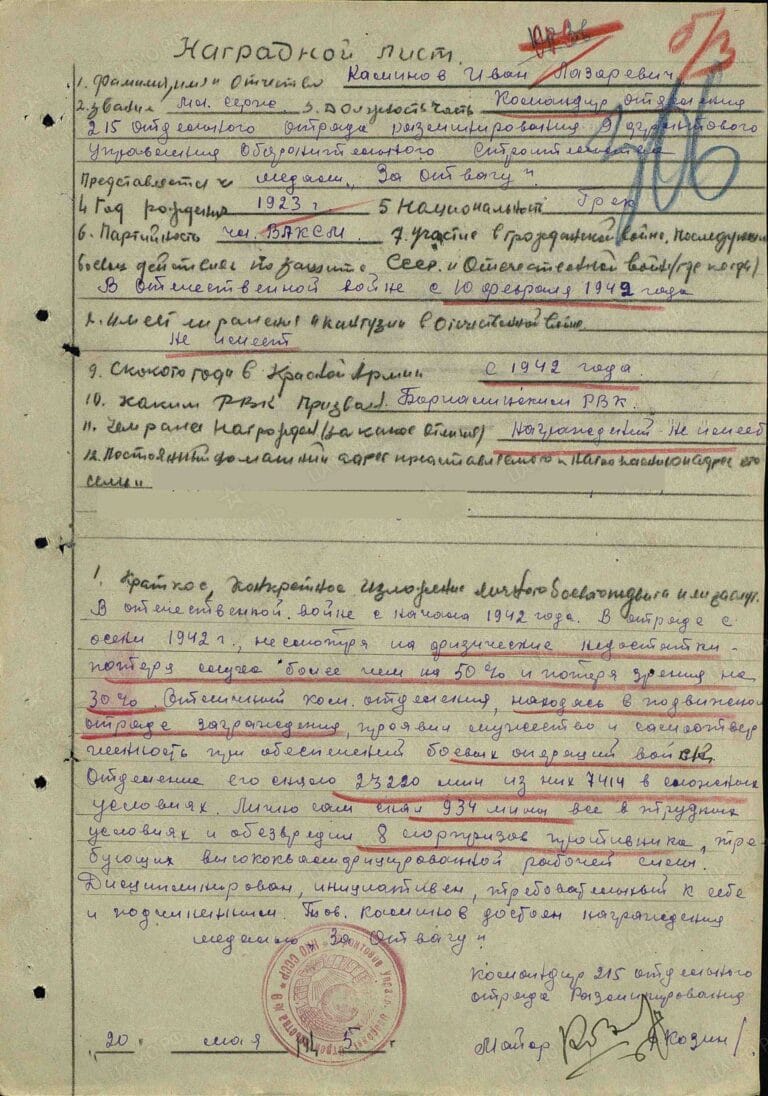 б/з
Наградной лист.
1. Фамилия, имя и отчество Каминов Иван Лазаревич
2. звание мл. серж. 3. Должность часть Командир отделения
215 отдельного отряда разминирования 9 фронтового
управления Оборонительного Строительства
Представляется к медали „За отвагу"
4 Год рождения 1923 г 5 Национальность Грек
6. Партийность чл. ВЛКСМ 7. участие в гражданской войне, последующих
боевых действиях по защите СССР и Отечественной войне (где когда)
В отечественной войне с 10 февраля 1942 года
8. имеет ли ранения и контузии в отечественной войне
Не имеет
9. С какого года в Красной Армии с 1942 года.
10. каким РВК призван РВК.
11. Чем ранее награжден (за какое отличие) Награждений не имеет
12. Постоянный домашний адрес представляемого к награждению и адрес его
семьи
1. Краткое, конкретное изложение личного боевого подвига или заслуг.
В отечественной войне с начала 1942 года. В отряде с
осени 1942 г., несмотря на физические недостатки -
потеря слуха более чем на 50% и потеря зрения на
30%. Отличный ком. отделения, находясь в подвижном
отряде заграждения, проявил мужество и самоотвер
женность при обеспечении боевых операций войск.
Отделение его сняло 23220 мин из них 7414 в сложных
условиях. Лично сам снял 934 мины все в трудных
условиях и обезвредил 8 сюрпризов противника, тре-
бующих высококвалифицированной рабочей силы.
Дисциплинирован, инициативен, требовательный к себе
и подчиненным. Тов. Каминов достоин награждения
медалью „За Отвагу".
Командир 215 отдельного
отряда Разминирования
20 мая 1945 г. Майор Козин/